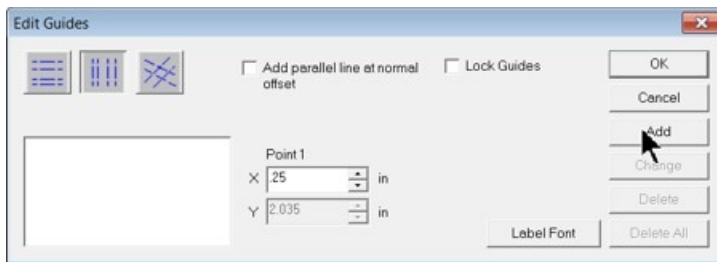 Edit Guides
Add parallel line at normal
offset
Lock Guides
OK
Cancel
Add
Change
Delete
Delete All
Point 1
X .25 in
Y 2.035 in
Label Font